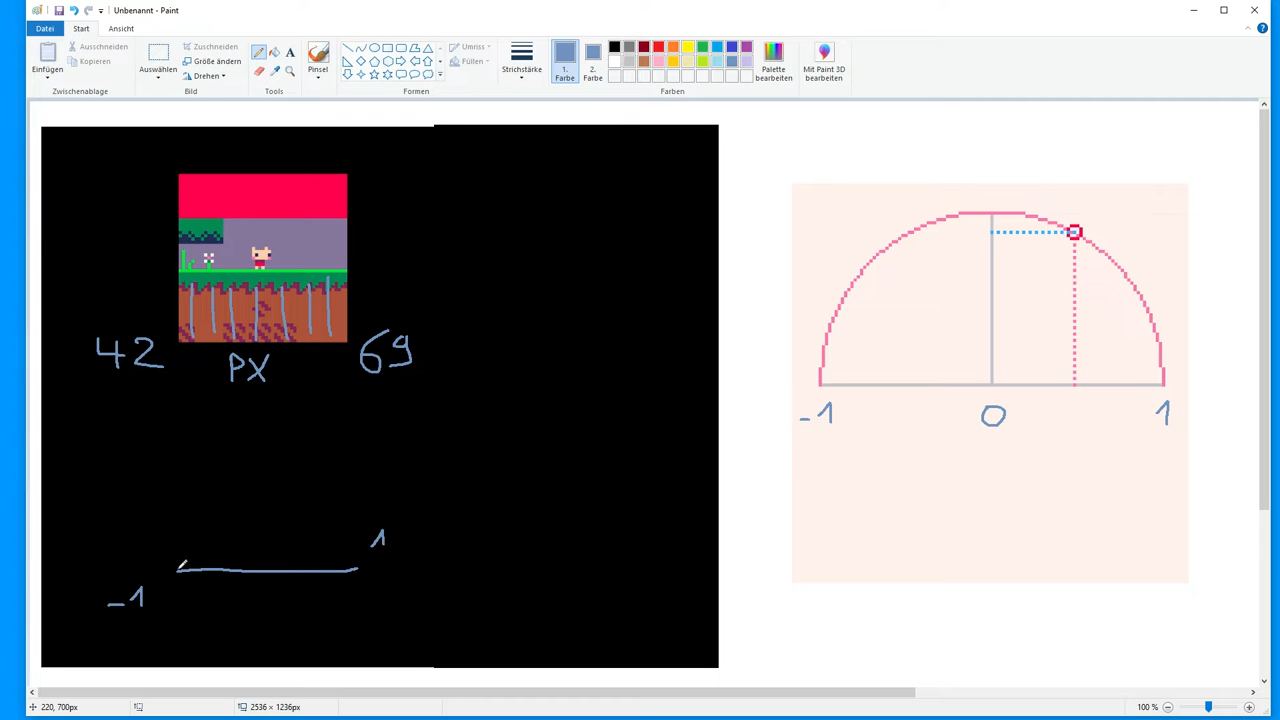 Unbenannt - Paint
Datei Start Ansicht
Einfügen
Ausschneiden
Kopieren
Zwischenablage
Auswählen
Zuschneiden
Größe ändern
Drehen
Bild
Tools
Pinsel
Formen
Umriss
Füllen
Strichstärke
1. Farbe
2. Farbe
Farben
Palette bearbeiten
Mit Paint 3D bearbeiten
42 PX 69
-1 0 1
1
-1
220, 700px
2536 × 1236px
100 %